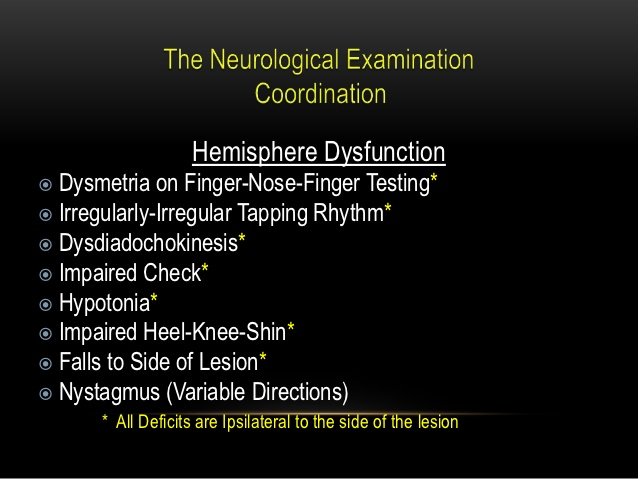 The Neurological Examination
Coordination
Hemisphere Dysfunction
Dysmetria on Finger-Nose-Finger Testing*
Irregularly-Irregular Tapping Rhythm*
Dysdiadochokinesis*
Impaired Check*
Hypotonia*
Impaired Heel-Knee-Shin*
Falls to Side of Lesion*
Nystagmus (Variable Directions)
* All Deficits are Ipsilateral to the side of the lesion